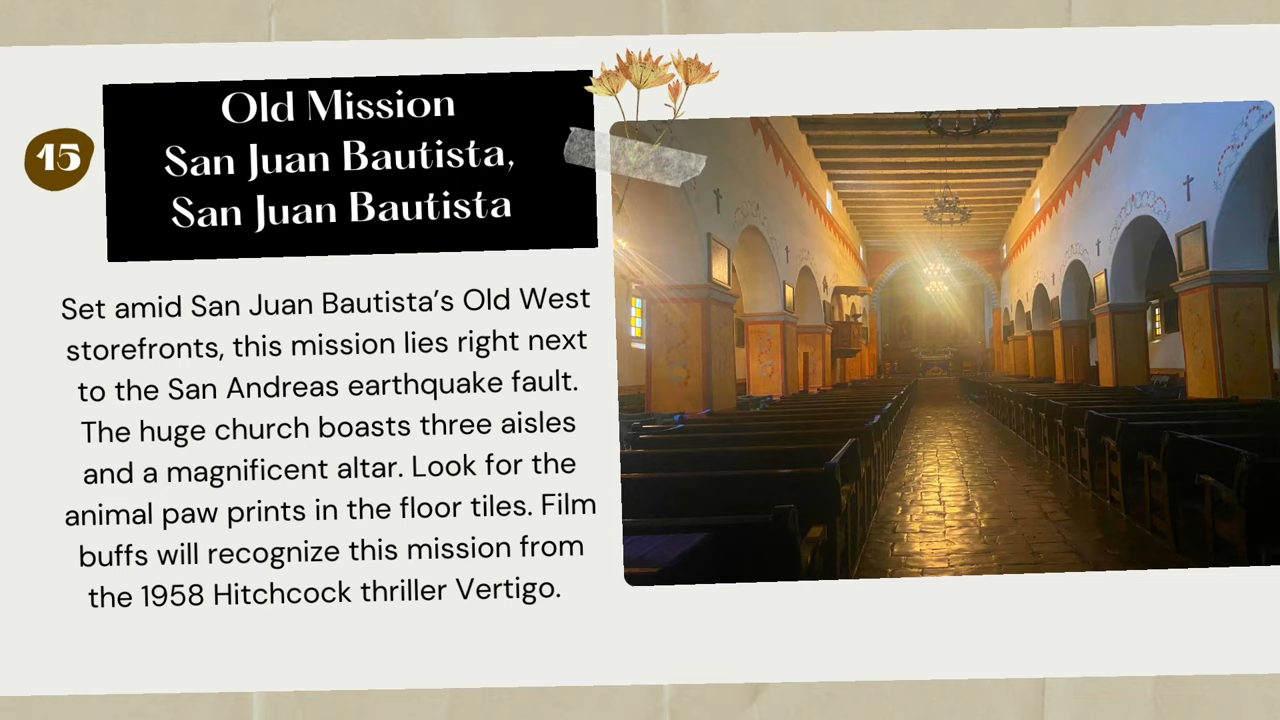 15
Old Mission
San Juan Bautista,
San Juan Bautista
Set amid San Juan Bautista’s Old West
storefronts, this mission lies right next
to the San Andreas earthquake fault.
The huge church boasts three aisles
and a magnificent altar. Look for the
animal paw prints in the floor tiles. Film
buffs will recognize this mission from
the 1958 Hitchcock thriller Vertigo.